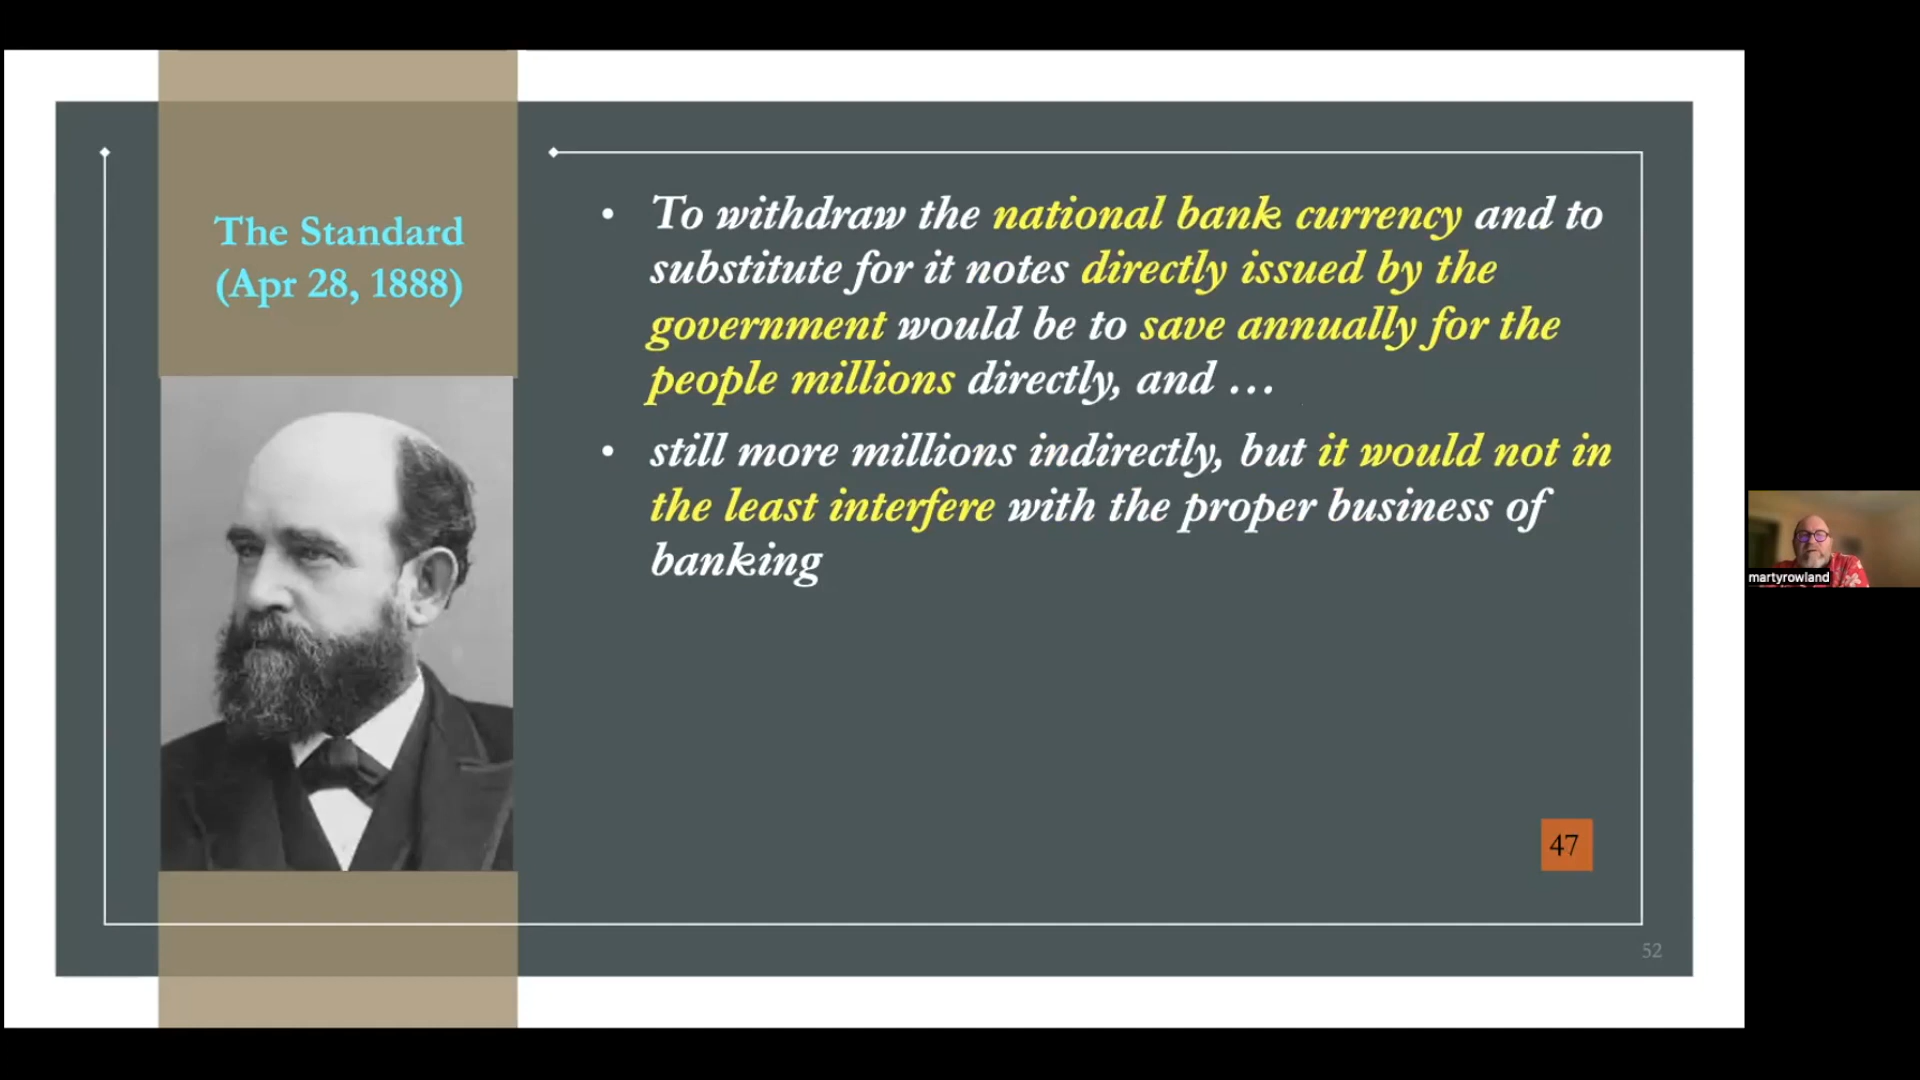 The Standard
(Apr 28, 1888)
• To withdraw the national bank currency and to
substitute for it notes directly issued by the
government would be to save annually for the
people millions directly, and …
• still more millions indirectly, but it would not in
the least interfere with the proper business of
banking
47
52
martyrowland